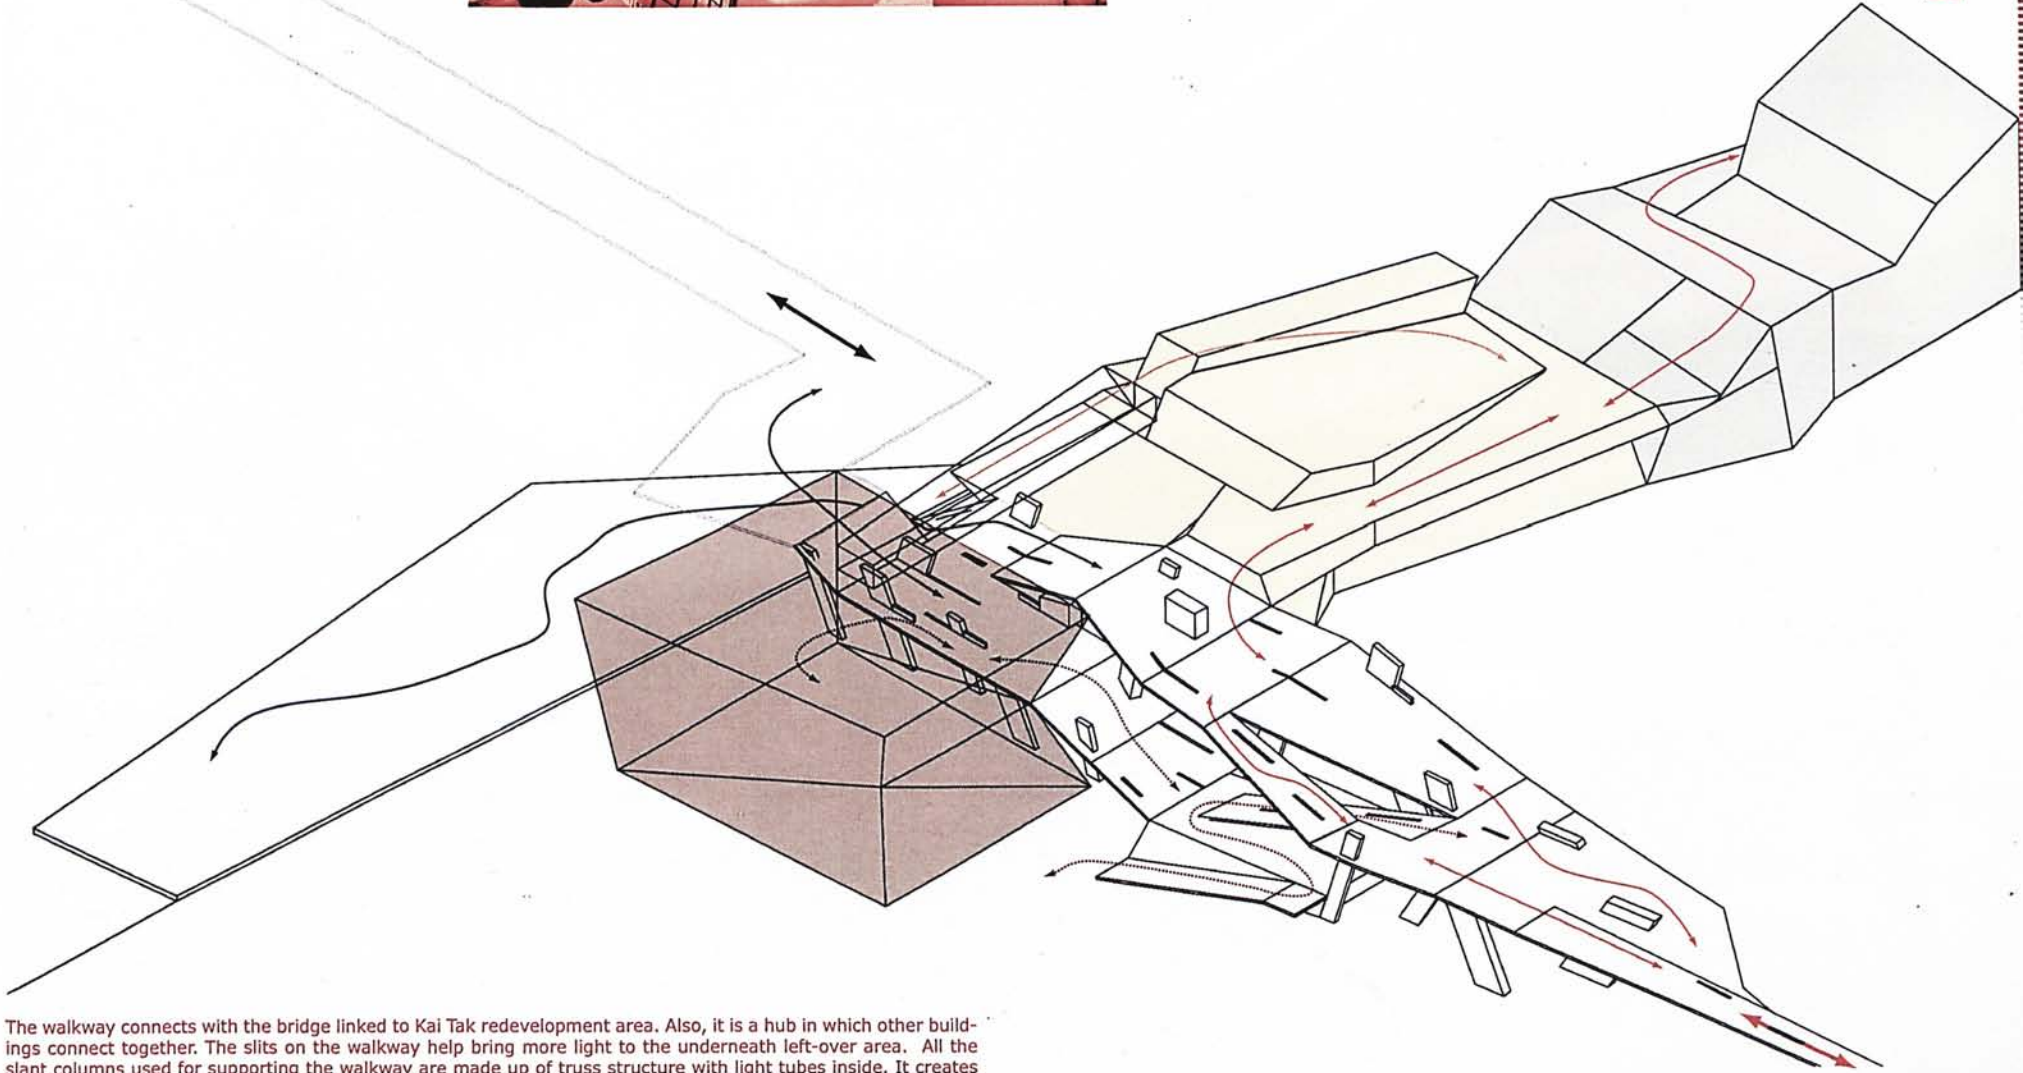 The walkway connects with the bridge linked to Kai Tak redevelopment area. Also, it is a hub in which other build-
ings connect together. The slits on the walkway help bring more light to the underneath left-over area.  All the
slant columns used for supporting the walkway are made up of truss structure with light tubes inside. It creates